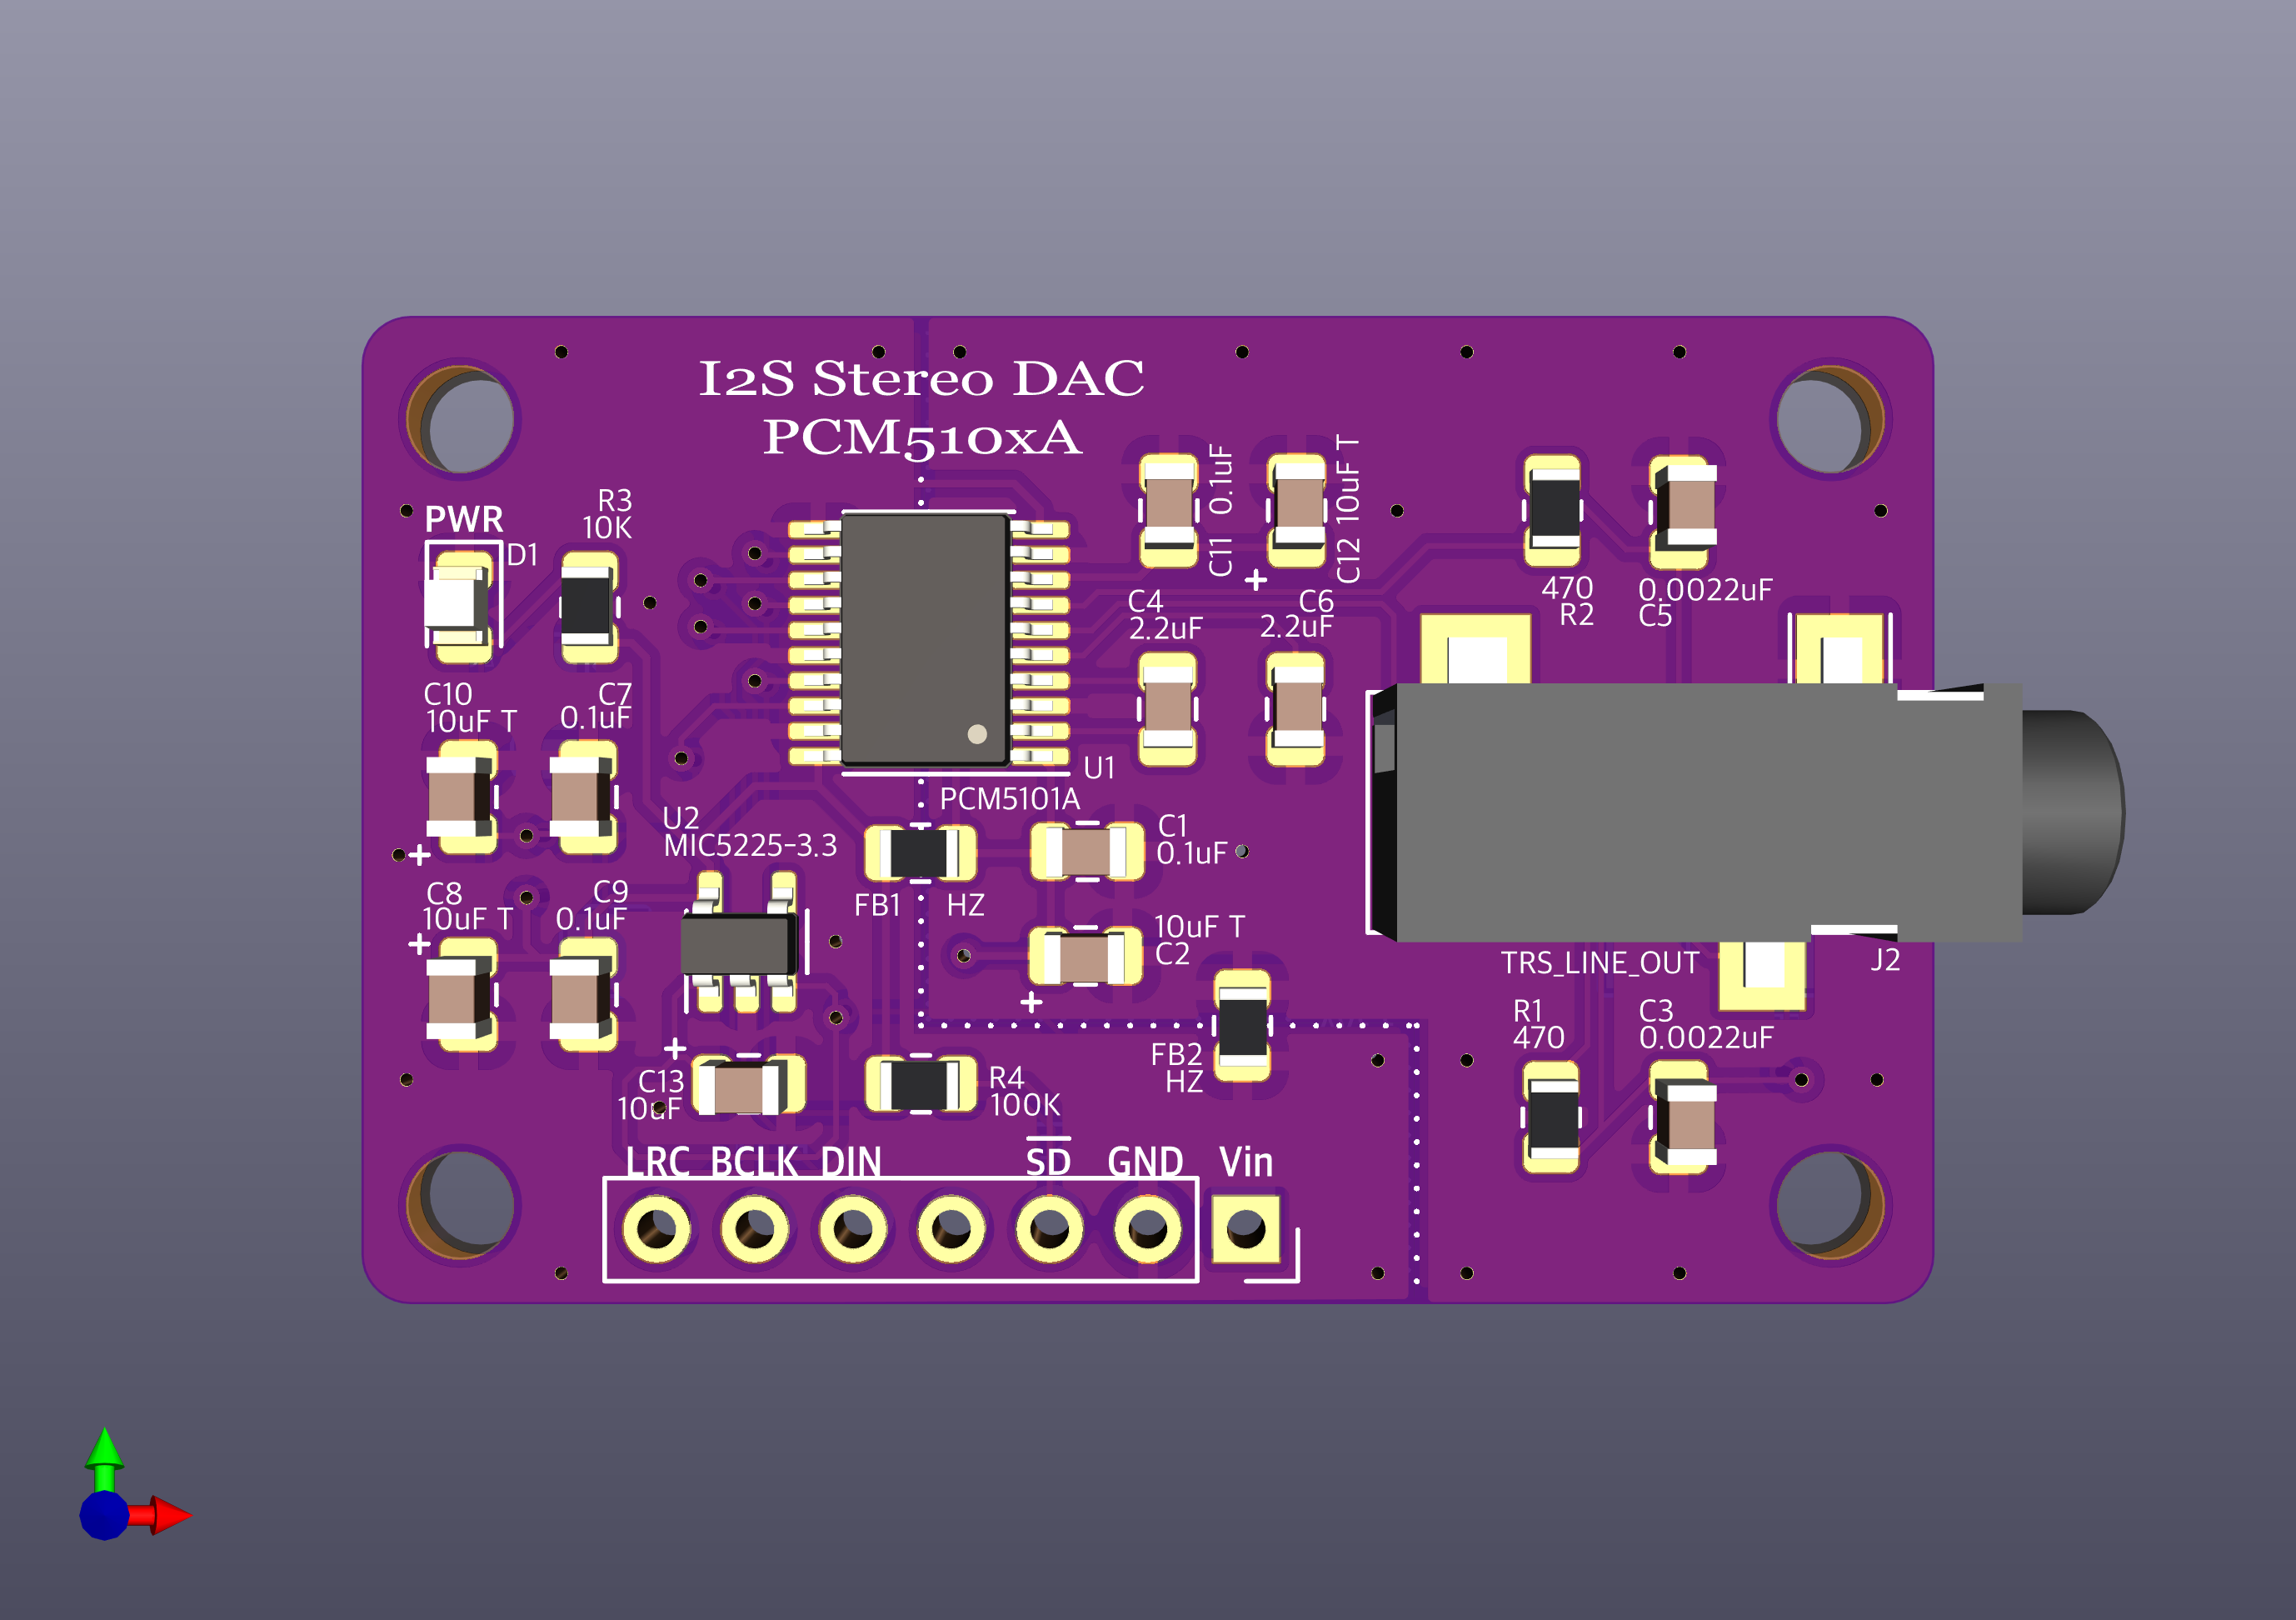 I2S Stereo DAC
PCM510xA
PWR
D1
R3
10K
C11 0.1uF
C12 10uF T
+
470
R2
0.0022uF
C5
C4
2.2uF
C6
2.2uF
C10
10uF T
C7
0.1uF
+
U1
PCM5101A
U2
MIC5225-3.3
C1
0.1uF
FB1
HZ
C8
10uF T
+
C9
0.1uF
10uF T
C2
+
TRS_LINE_OUT
J2
R1
470
C3
0.0022uF
FB2
HZ
+
C13
10uF
R4
100K
LRC BCLK DIN SD GND Vin